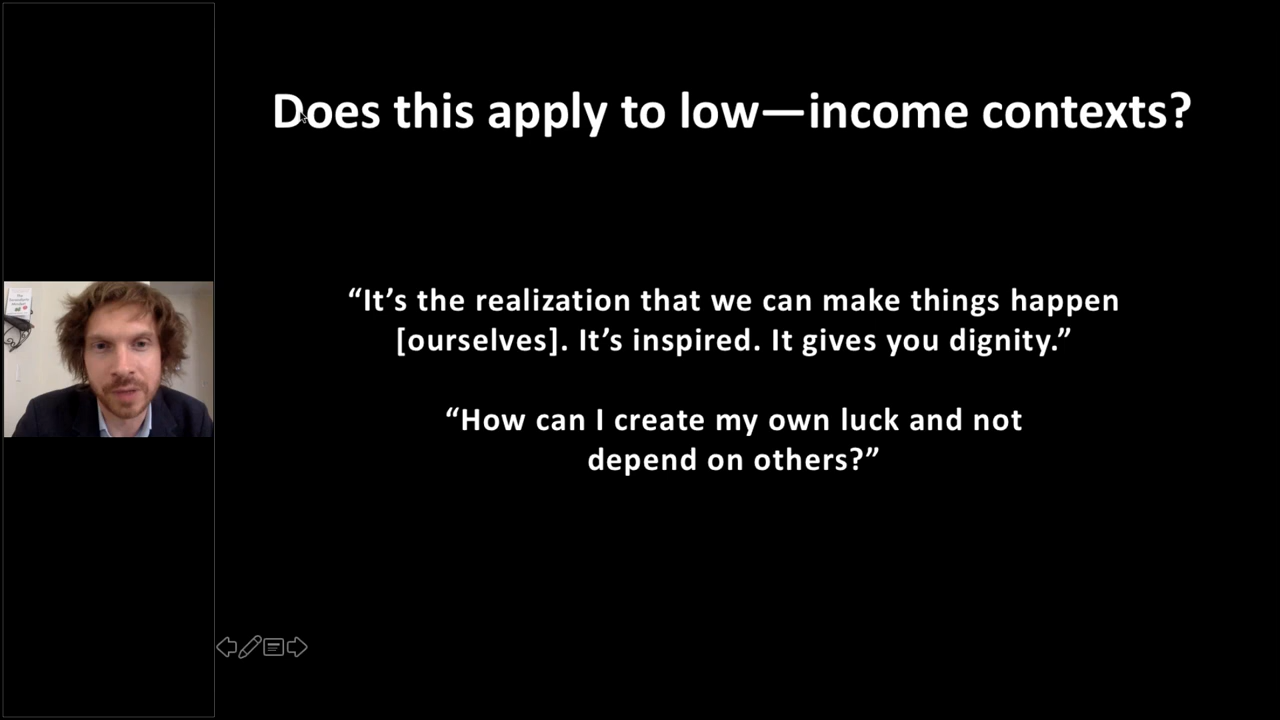 Does this apply to low—income contexts?
“It’s the realization that we can make things happen
[ourselves]. It’s inspired. It gives you dignity.”
“How can I create my own luck and not
depend on others?”